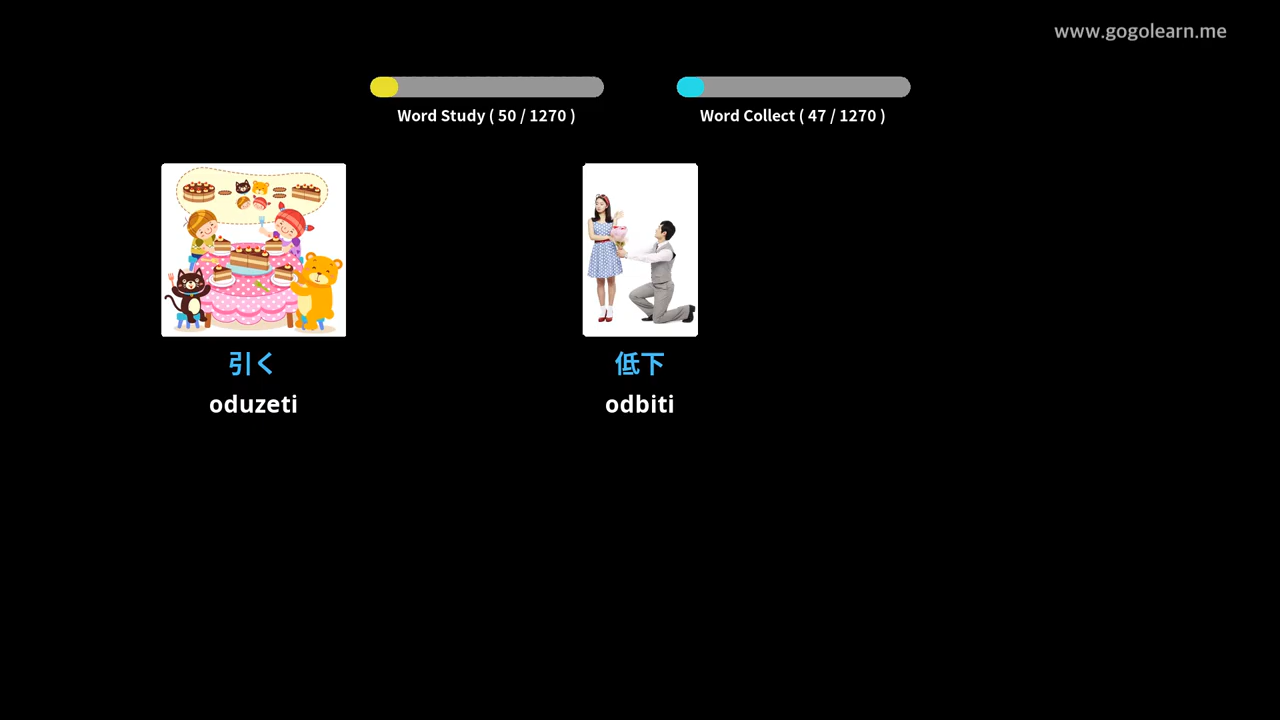 www.gogolearn.me
Word Study ( 50 / 1270 )
Word Collect ( 47 / 1270 )
引く
oduzeti
低下
odbiti